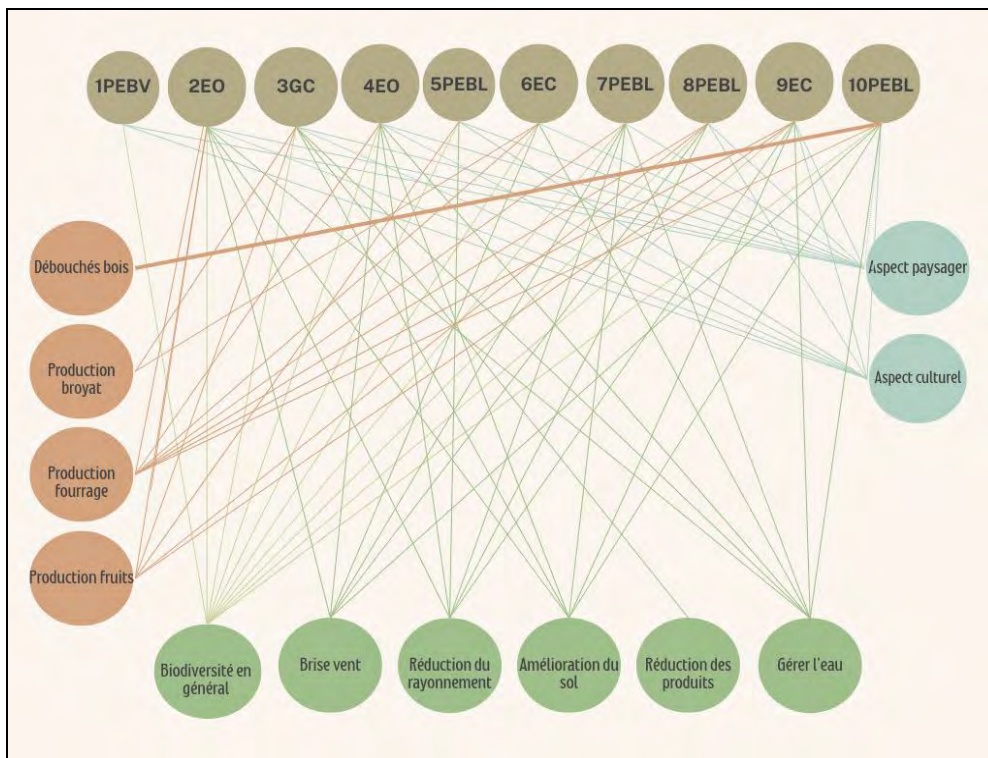 1PEBV
2EO
3GC
4EO
5PEBL
6EC
7PEBL
8PEBL
9EC
10PEBL
Débouchés bois
Production
broyat
Production
fourrage
Production fruits
Aspect paysager
Aspect culturel
Biodiversité en
général
Brise vent
Réduction du
rayonnement
Amélioration du
sol
Réduction des
produits
Gérer l'eau